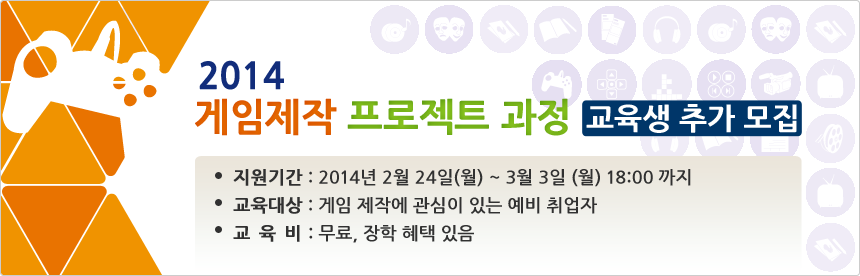 2014
게임제작 프로젝트 과정 교육생 추가 모집
• 지원기간 : 2014년 2월 24일(월) ~ 3월 3일 (월) 18:00 까지
• 교육대상 : 게임 제작에 관심이 있는 예비 취업자
• 교 육 비 : 무료, 장학 혜택 있음